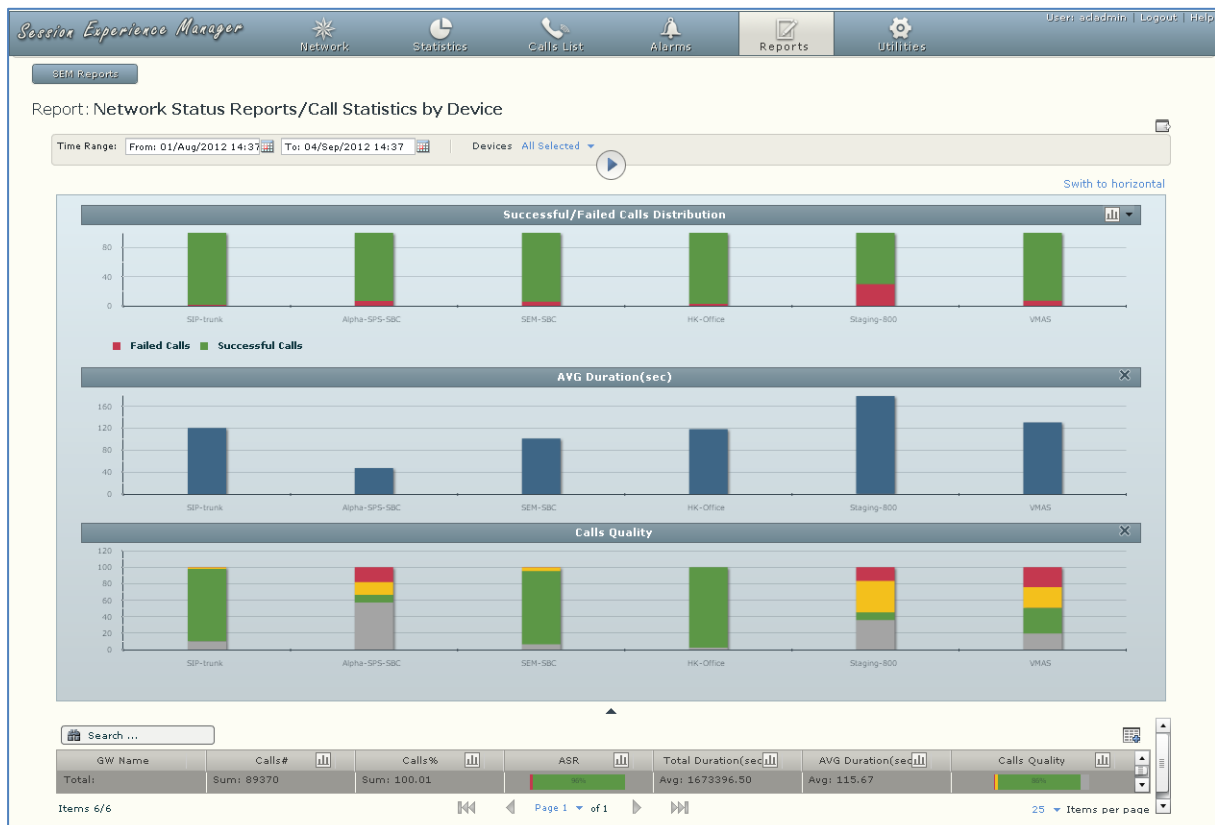 User: acladmin | Logout | Help
Session Experience Manager
Network Statistics Calls List Alarms Reports Utilities
SEM Reports
Report: Network Status Reports/Call Statistics by Device
Time Range: From: 01/Aug/2012 14:37 To: 04/Sep/2012 14:37 Devices All Selected
Swith to horizontal
Successful/Failed Calls Distribution
80
40
0
SIP-trunk Alpha-SPS-SBC SEM-SBC HK-Office Staging-800 VMAS
Failed Calls Successful Calls
AVG Duration(sec)
160
120
80
40
0
SIP-trunk Alpha-SPS-SBC SEM-SBC HK-Office Staging-800 VMAS
Calls Quality
120
100
80
60
40
20
0
SIP-trunk Alpha-SPS-SBC SEM-SBC HK-Office Staging-800 VMAS
Search ...
GW Name Calls# Calls% ASR Total Duration(sec AVG Duration(sec Calls Quality
Total: Sum: 89370 Sum: 100.01 Avg: 1673396.50 Avg: 115.67
Items 6/6 Page 1 of 1 25 Items per page